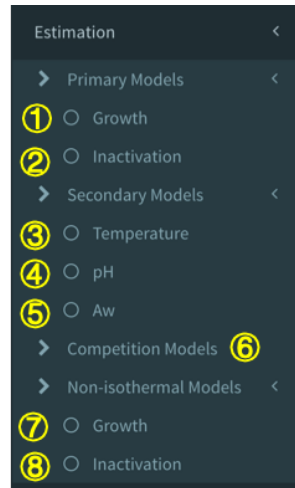 Estimation
Primary Models
① Growth
② Inactivation
Secondary Models
③ Temperature
④ pH
⑤ Aw
Competition Models ⑥
Non-isothermal Models
⑦ Growth
⑧ Inactivation